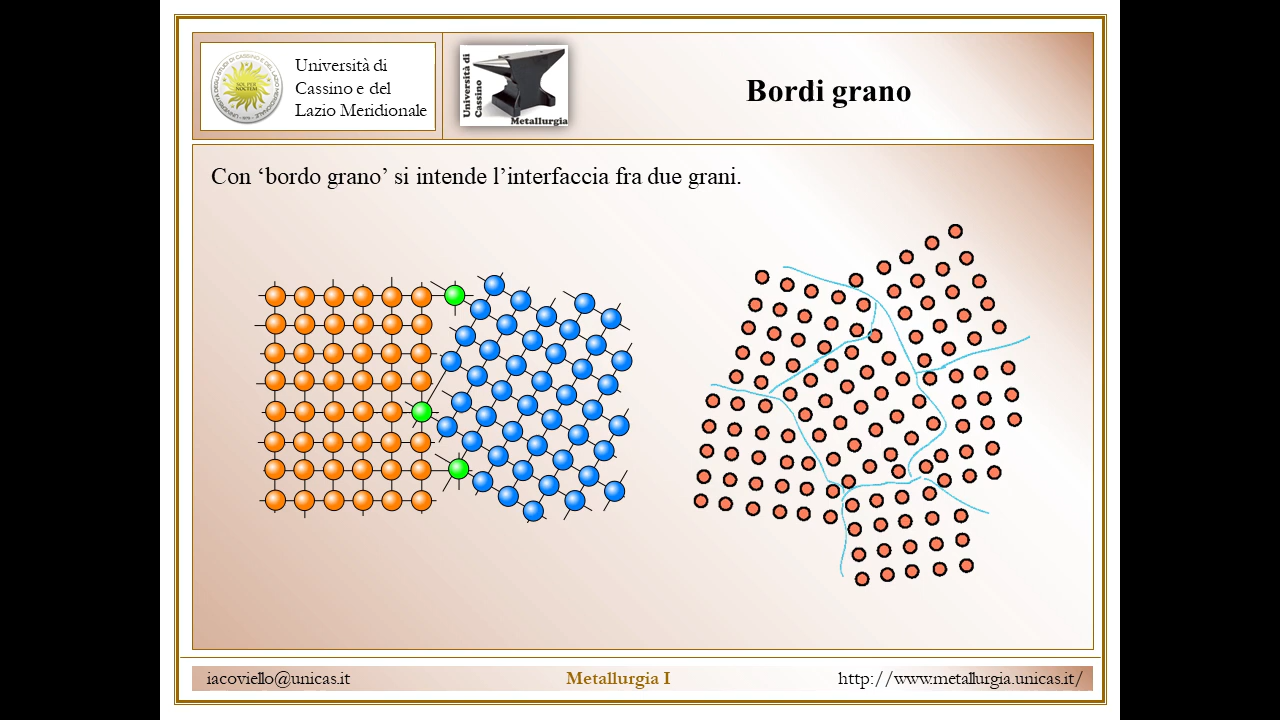 Università di
Cassino e del
Lazio Meridionale
Università di
Cassino
Metallurgia
Bordi grano
Con ‘bordo grano’ si intende l’interfaccia fra due grani.
iacoviello@unicas.it
Metallurgia I
http://www.metallurgia.unicas.it/